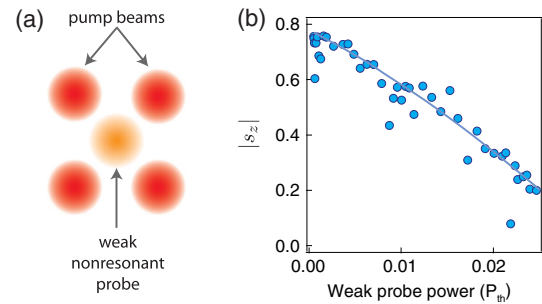 (a)
pump beams
weak
nonresonant
probe
(b)
0.8
0.6
0.4
0.2
0.0
|s_z|
0.00
0.01
0.02
Weak probe power (P_th)